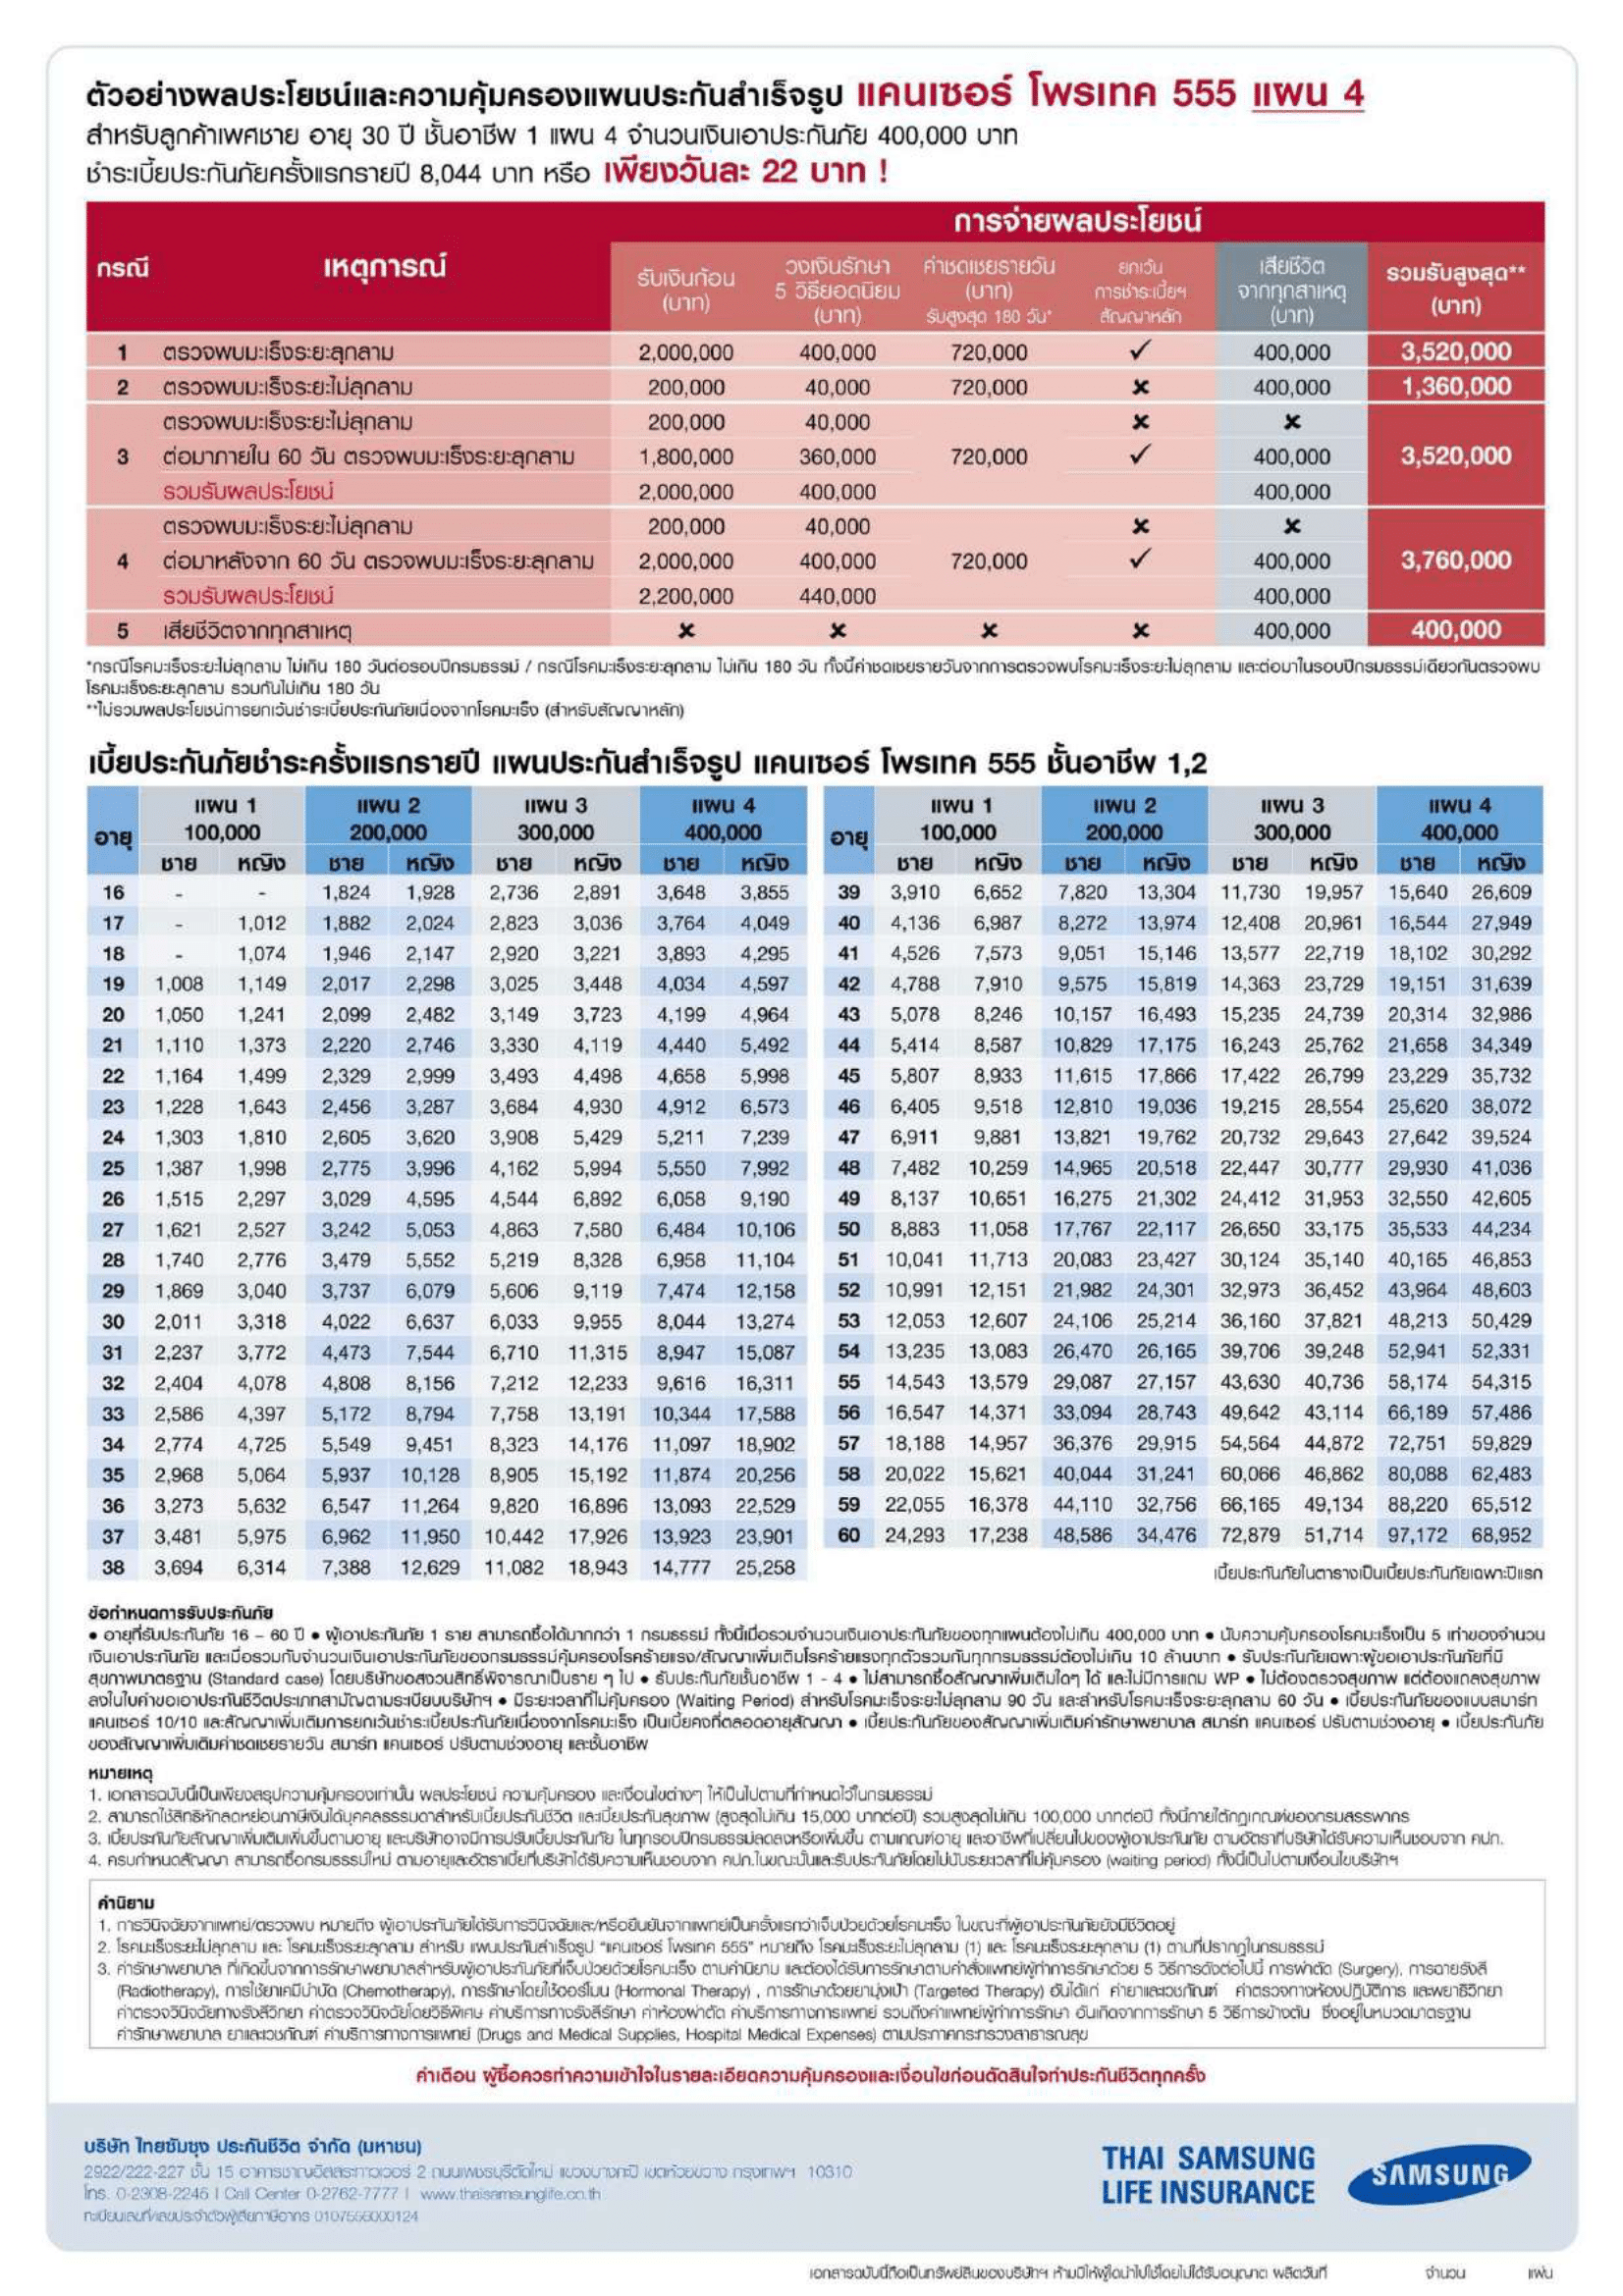 ตัวอย่างผลประโยชน์และความคุ้มครองแผนประกันสำเร็จรูป แคนเซอร์ โพรเทค 555 แผน 4
สำหรับลูกค้าเพศชาย อายุ 30 ปี ชั้นอาชีพ 1 แผน 4 จำนวนเงินเอาประกันภัย 400,000 บาท
ชำระเบี้ยประกันภัยครั้งแรกรายปี 8,044 บาท หรือ เพียงวันละ 22 บาท !
การจ่ายผลประโยชน์
กรณี เหตุการณ์ รับเงินก้อน (บาท) วงเงินรักษา 5 วิธียอดนิยม (บาท) ค่าชดเชยรายวัน (บาท) รับสูงสุด 180 วัน* ยกเว้น การชำระเบี้ยฯ สัญญาหลัก เสียชีวิต จากทุกสาเหตุ (บาท) รวมรับสูงสุด** (บาท)
1 ตรวจพบมะเร็งระยะลุกลาม 2,000,000 400,000 720,000 ✓ 400,000 3,520,000
2 ตรวจพบมะเร็งระยะไม่ลุกลาม 200,000 40,000 720,000 ✗ 400,000 1,360,000
ตรวจพบมะเร็งระยะไม่ลุกลาม 200,000 40,000 ✗ ✗
3 ต่อมาภายใน 60 วัน ตรวจพบมะเร็งระยะลุกลาม 1,800,000 360,000 720,000 ✓ 400,000 3,520,000
รวมรับผลประโยชน์ 2,000,000 400,000 400,000
ตรวจพบมะเร็งระยะไม่ลุกลาม 200,000 40,000 ✗ ✗
4 ต่อมาหลังจาก 60 วัน ตรวจพบมะเร็งระยะลุกลาม 2,000,000 400,000 720,000 ✓ 400,000 3,760,000
รวมรับผลประโยชน์ 2,200,000 440,000 400,000
5 เสียชีวิตจากทุกสาเหตุ ✗ ✗ ✗ ✗ 400,000 400,000
*กรณีโรคมะเร็งระยะไม่ลุกลาม ไม่เกิน 180 วันต่อรอบปีกรมธรรม์ / กรณีโรคมะเร็งระยะลุกลาม ไม่เกิน 180 วัน ทั้งนี้ค่าชดเชยรายวันจากการตรวจพบโรคมะเร็งระยะไม่ลุกลาม และต่อมาในรอบปีกรมธรรม์เดียวกันตรวจพบ
โรคมะเร็งระยะลุกลาม รวมกันไม่เกิน 180 วัน
**ไม่รวมผลประโยชน์การยกเว้นชำระเบี้ยประกันภัยเนื่องจากโรคมะเร็ง (สำหรับสัญญาหลัก)
เบี้ยประกันภัยชำระครั้งแรกรายปี แผนประกันสำเร็จรูป แคนเซอร์ โพรเทค 555 ชั้นอาชีพ 1,2
อายุ แผน 1 100,000 แผน 2 200,000 แผน 3 300,000 แผน 4 400,000 อายุ แผน 1 100,000 แผน 2 200,000 แผน 3 300,000 แผน 4 400,000
ชาย หญิง ชาย หญิง ชาย หญิง ชาย หญิง ชาย หญิง ชาย หญิง ชาย หญิง ชาย หญิง
16 - - 1,824 1,928 2,736 2,891 3,648 3,855 39 3,910 6,652 7,820 13,304 11,730 19,957 15,640 26,609
17 - 1,012 1,882 2,024 2,823 3,036 3,764 4,049 40 4,136 6,987 8,272 13,974 12,408 20,961 16,544 27,949
18 - 1,074 1,946 2,147 2,920 3,221 3,893 4,295 41 4,526 7,573 9,051 15,146 13,577 22,719 18,102 30,292
19 1,008 1,149 2,017 2,298 3,025 3,448 4,034 4,597 42 4,788 7,910 9,575 15,819 14,363 23,729 19,151 31,639
20 1,050 1,241 2,099 2,482 3,149 3,723 4,199 4,964 43 5,078 8,246 10,157 16,493 15,235 24,739 20,314 32,986
21 1,110 1,373 2,220 2,746 3,330 4,119 4,440 5,492 44 5,414 8,587 10,829 17,175 16,243 25,762 21,658 34,349
22 1,164 1,499 2,329 2,999 3,493 4,498 4,658 5,998 45 5,807 8,933 11,615 17,866 17,422 26,799 23,229 35,732
23 1,228 1,643 2,456 3,287 3,684 4,930 4,912 6,573 46 6,405 9,518 12,810 19,036 19,215 28,554 25,620 38,072
24 1,303 1,810 2,605 3,620 3,908 5,429 5,211 7,239 47 6,911 9,881 13,821 19,762 20,732 29,643 27,642 39,524
25 1,387 1,998 2,775 3,996 4,162 5,994 5,550 7,992 48 7,482 10,259 14,965 20,518 22,447 30,777 29,930 41,036
26 1,515 2,297 3,029 4,595 4,544 6,892 6,058 9,190 49 8,137 10,651 16,275 21,302 24,412 31,953 32,550 42,605
27 1,621 2,527 3,242 5,053 4,863 7,580 6,484 10,106 50 8,883 11,058 17,767 22,117 26,650 33,175 35,533 44,234
28 1,740 2,776 3,479 5,552 5,219 8,328 6,958 11,104 51 10,041 11,713 20,083 23,427 30,124 35,140 40,165 46,853
29 1,869 3,040 3,737 6,079 5,606 9,119 7,474 12,158 52 10,991 12,151 21,982 24,301 32,973 36,452 43,964 48,603
30 2,011 3,318 4,022 6,637 6,033 9,955 8,044 13,274 53 12,053 12,607 24,106 25,214 36,160 37,821 48,213 50,429
31 2,237 3,772 4,473 7,544 6,710 11,315 8,947 15,087 54 13,235 13,083 26,470 26,165 39,706 39,248 52,941 52,331
32 2,404 4,078 4,808 8,156 7,212 12,233 9,616 16,311 55 14,543 13,579 29,087 27,157 43,630 40,736 58,174 54,315
33 2,586 4,397 5,172 8,794 7,758 13,191 10,344 17,588 56 16,547 14,371 33,094 28,743 49,642 43,114 66,189 57,486
34 2,774 4,725 5,549 9,451 8,323 14,176 11,097 18,902 57 18,188 14,957 36,376 29,915 54,564 44,872 72,751 59,829
35 2,968 5,064 5,937 10,128 8,905 15,192 11,874 20,256 58 20,022 15,621 40,044 31,241 60,066 46,862 80,088 62,483
36 3,273 5,632 6,547 11,264 9,820 16,896 13,093 22,529 59 22,055 16,378 44,110 32,756 66,165 49,134 88,220 65,512
37 3,481 5,975 6,962 11,950 10,442 17,926 13,923 23,901 60 24,293 17,238 48,586 34,476 72,879 51,714 97,172 68,952
38 3,694 6,314 7,388 12,629 11,082 18,943 14,777 25,258
เบี้ยประกันภัยในตารางเป็นเบี้ยประกันภัยเฉพาะปีแรก
ข้อกำหนดการรับประกันภัย
• อายุที่รับประกันภัย 16 – 60 ปี • ผู้เอาประกันภัย 1 ราย สามารถซื้อได้มากกว่า 1 กรมธรรม์ ทั้งนี้เมื่อรวมจำนวนเงินเอาประกันภัยของทุกแผนต้องไม่เกิน 400,000 บาท • นับความคุ้มครองโรคมะเร็งเป็น 5 เท่าของจำนวน
เงินเอาประกันภัย และเมื่อรวมกับจำนวนเงินเอาประกันภัยของกรมธรรม์คุ้มครองโรคร้ายแรง/สัญญาเพิ่มเติมโรคร้ายแรงทุกตัวรวมกันทุกกรมธรรม์ต้องไม่เกิน 10 ล้านบาท • รับประกันภัยเฉพาะผู้ขอเอาประกันภัยที่มี
สุขภาพมาตรฐาน (Standard case) โดยบริษัทขอสงวนสิทธิ์พิจารณาเป็นราย ๆ ไป • รับประกันภัยชั้นอาชีพ 1 - 4 • ไม่สามารถซื้อสัญญาเพิ่มเติมใดๆ ได้ และไม่มีการแถม WP • ไม่ต้องตรวจสุขภาพ แต่ต้องแถลงสุขภาพ
ลงในใบคำขอเอาประกันชีวิตประเภทสามัญตามระเบียบบริษัทฯ • มีระยะเวลาที่ไม่คุ้มครอง (Waiting Period) สำหรับโรคมะเร็งระยะไม่ลุกลาม 90 วัน และสำหรับโรคมะเร็งระยะลุกลาม 60 วัน • เบี้ยประกันภัยของแบบสมาร์ท
แคนเซอร์ 10/10 และสัญญาเพิ่มเติมการยกเว้นชำระเบี้ยประกันภัยเนื่องจากโรคมะเร็ง เป็นเบี้ยคงที่ตลอดอายุสัญญา • เบี้ยประกันภัยของสัญญาเพิ่มเติมค่ารักษาพยาบาล สมาร์ท แคนเซอร์ ปรับตามช่วงอายุ • เบี้ยประกันภัย
ของสัญญาเพิ่มเติมค่าชดเชยรายวัน สมาร์ท แคนเซอร์ ปรับตามช่วงอายุ และชั้นอาชีพ
หมายเหตุ
1. เอกสารฉบับนี้เป็นเพียงสรุปความคุ้มครองเท่านั้น ผลประโยชน์ ความคุ้มครอง และเงื่อนไขต่างๆ ให้เป็นไปตามที่กำหนดไว้ในกรมธรรม์
2. สามารถใช้สิทธิหักลดหย่อนภาษีเงินได้บุคคลธรรมดาสำหรับเบี้ยประกันชีวิต และเบี้ยประกันสุขภาพ (สูงสุดไม่เกิน 15,000 บาทต่อปี) รวมสูงสุดไม่เกิน 100,000 บาทต่อปี ทั้งนี้ภายใต้กฎเกณฑ์ของกรมสรรพากร
3. เบี้ยประกันภัยสัญญาเพิ่มเติมเพิ่มขึ้นตามอายุ และบริษัทอาจมีการปรับเบี้ยประกันภัย ในทุกรอบปีกรมธรรม์ลดลงหรือเพิ่มขึ้น ตามเกณฑ์อายุ และอาชีพที่เปลี่ยนไปของผู้เอาประกันภัย ตามอัตราที่บริษัทได้รับความเห็นชอบจาก คปภ.
4. ครบกำหนดสัญญา สามารถซื้อกรมธรรม์ใหม่ ตามอายุและอัตราเบี้ยที่บริษัทได้รับความเห็นชอบจาก คปภ.ในขณะนั้นและรับประกันภัยโดยไม่นับระยะเวลาที่ไม่คุ้มครอง (waiting period) ทั้งนี้เป็นไปตามเงื่อนไขบริษัทฯ
คำนิยาม
1. การวินิจฉัยจากแพทย์/ตรวจพบ หมายถึง ผู้เอาประกันภัยได้รับการวินิจฉัยและ/หรือยืนยันจากแพทย์เป็นครั้งแรกว่าเจ็บป่วยด้วยโรคมะเร็ง ในขณะที่ผู้เอาประกันภัยยังมีชีวิตอยู่
2. โรคมะเร็งระยะไม่ลุกลาม และ โรคมะเร็งระยะลุกลาม สำหรับ แผนประกันสำเร็จรูป "แคนเซอร์ โพรเทค 555" หมายถึง โรคมะเร็งระยะไม่ลุกลาม (1) และ โรคมะเร็งระยะลุกลาม (1) ตามที่ปรากฏในกรมธรรม์
3. ค่ารักษาพยาบาล ที่เกิดขึ้นจากการรักษาพยาบาลสำหรับผู้เอาประกันภัยที่เจ็บป่วยด้วยโรคมะเร็ง ตามคำนิยาม และต้องได้รับการรักษาตามคำสั่งแพทย์ผู้ทำการรักษาด้วย 5 วิธีการดังต่อไปนี้ การผ่าตัด (Surgery), การฉายรังสี
(Radiotherapy), การใช้ยาเคมีบำบัด (Chemotherapy), การรักษาโดยใช้ฮอร์โมน (Hormonal Therapy) , การรักษาด้วยยามุ่งเป้า (Targeted Therapy) อันได้แก่ ค่ายาและเวชภัณฑ์ ค่าตรวจทางห้องปฏิบัติการ และพยาธิวิทยา
ค่าตรวจวินิจฉัยทางรังสีวิทยา ค่าตรวจวินิจฉัยโดยวิธีพิเศษ ค่าบริการทางรังสีรักษา ค่าห้องผ่าตัด ค่าบริการทางการแพทย์ รวมถึงค่าแพทย์ผู้ทำการรักษา อันเกิดจากการรักษา 5 วิธีการข้างต้น ซึ่งอยู่ในหมวดมาตรฐาน
ค่ารักษาพยาบาล ยาและเวชภัณฑ์ ค่าบริการทางการแพทย์ (Drugs and Medical Supplies, Hospital Medical Expenses) ตามประกาศกระทรวงสาธารณสุข
คำเตือน ผู้ซื้อควรทำความเข้าใจในรายละเอียดความคุ้มครองและเงื่อนไขก่อนตัดสินใจทำประกันชีวิตทุกครั้ง
บริษัท ไทยซัมซุง ประกันชีวิต จำกัด (มหาชน)
2922/222-227 ชั้น 15 อาคารชาญอิสสระทาวเวอร์ 2 ถนนเพชรบุรีตัดใหม่ แขวงบางกะปิ เขตห้วยขวาง กรุงเทพฯ 10310
โทร. 0-2308-2245 | Call Center 0-2762-7777 | www.thaisamsunglife.co.th
ทะเบียนเลขที่/เลขประจำตัวผู้เสียภาษีอากร 0107556000124
THAI SAMSUNG
LIFE INSURANCE
SAMSUNG
เอกสารฉบับนี้ถือเป็นทรัพย์สินของบริษัทฯ ห้ามมิให้ผู้ใดนำไปใช้โดยไม่ได้รับอนุญาต ผลิตวันที่ จำนวน แผ่น